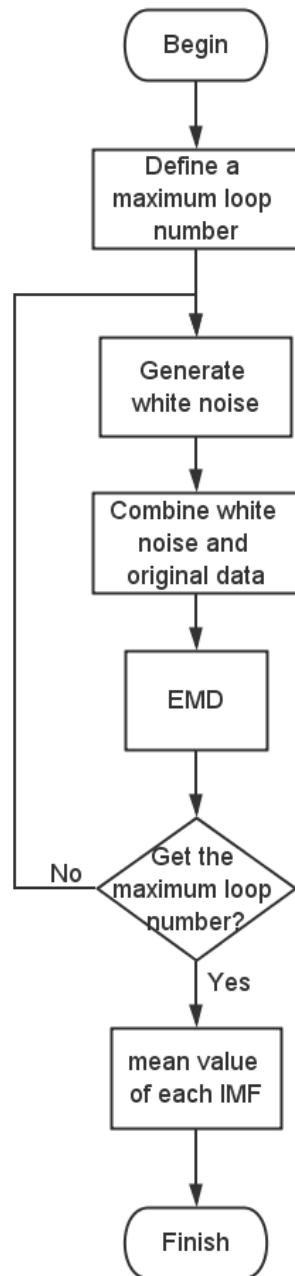 Begin
Define a
maximum loop
number
Generate
white noise
Combine white
noise and
original data
EMD
Get the
maximum loop
number?
No
Yes
mean value
of each IMF
Finish